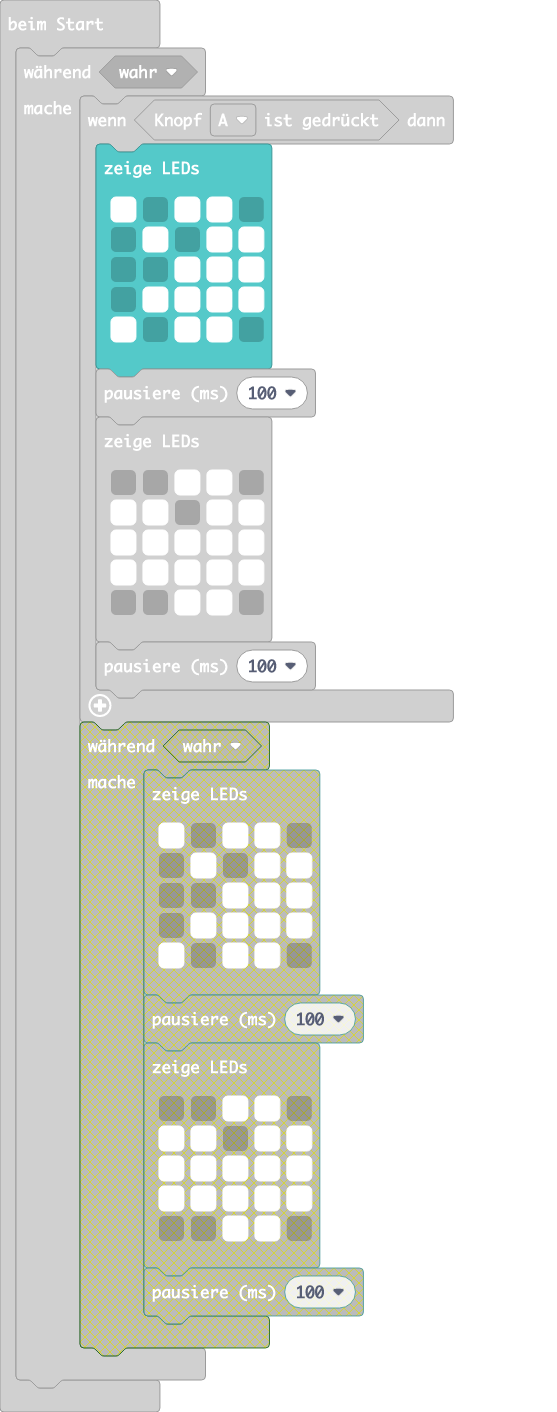 beim Start
während wahr
mache
wenn Knopf A ist gedrückt dann
zeige LEDs
pausiere (ms) 100
zeige LEDs
pausiere (ms) 100
während wahr
mache
zeige LEDs
pausiere (ms) 100
zeige LEDs
pausiere (ms) 100